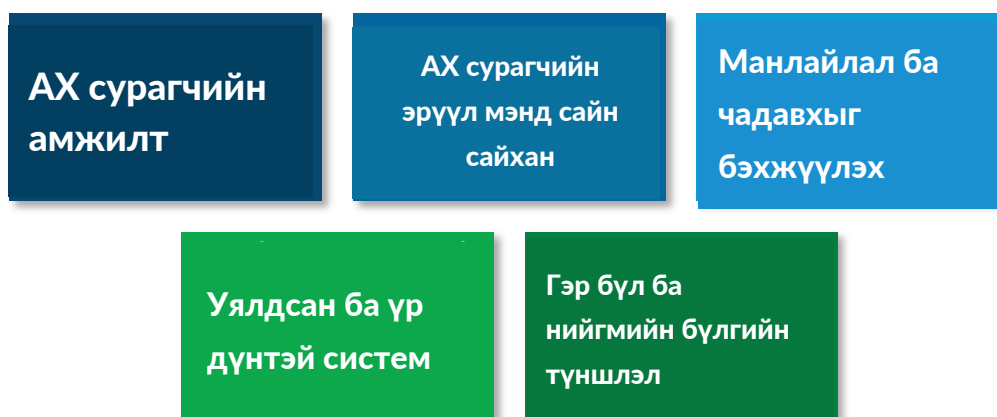 АХ сурагчийн
амжилт
АХ сурагчийн
эрүүл мэнд сайн
сайхан
Манлайлал ба
чадавхыг
бэхжүүлэх
Уялдсан ба үр
дүнтэй систем
Гэр бүл ба
нийгмийн бүлгийн
түншлэл